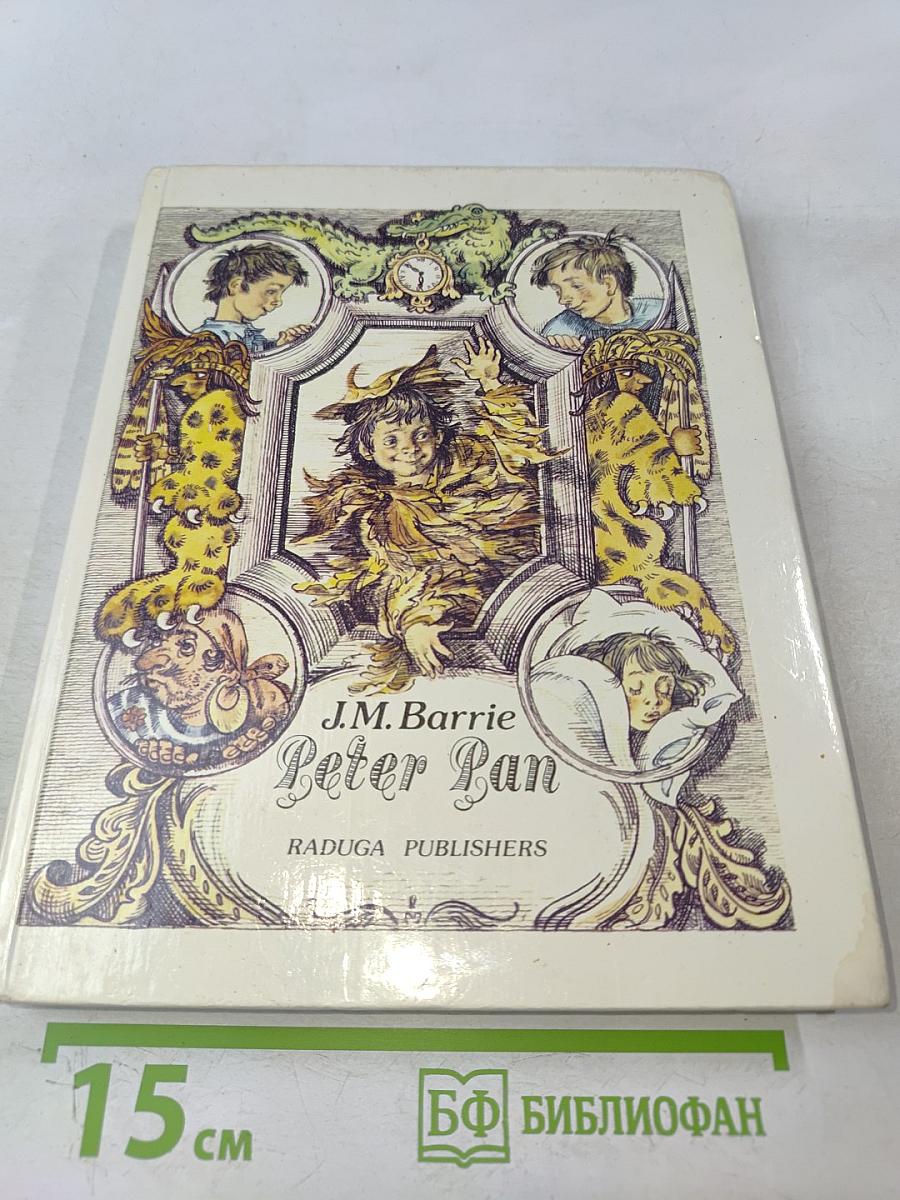 J.M. Barrie
Peter Pan
RADUGA PUBLISHERS
15 см
БФ БИБЛИОФАН